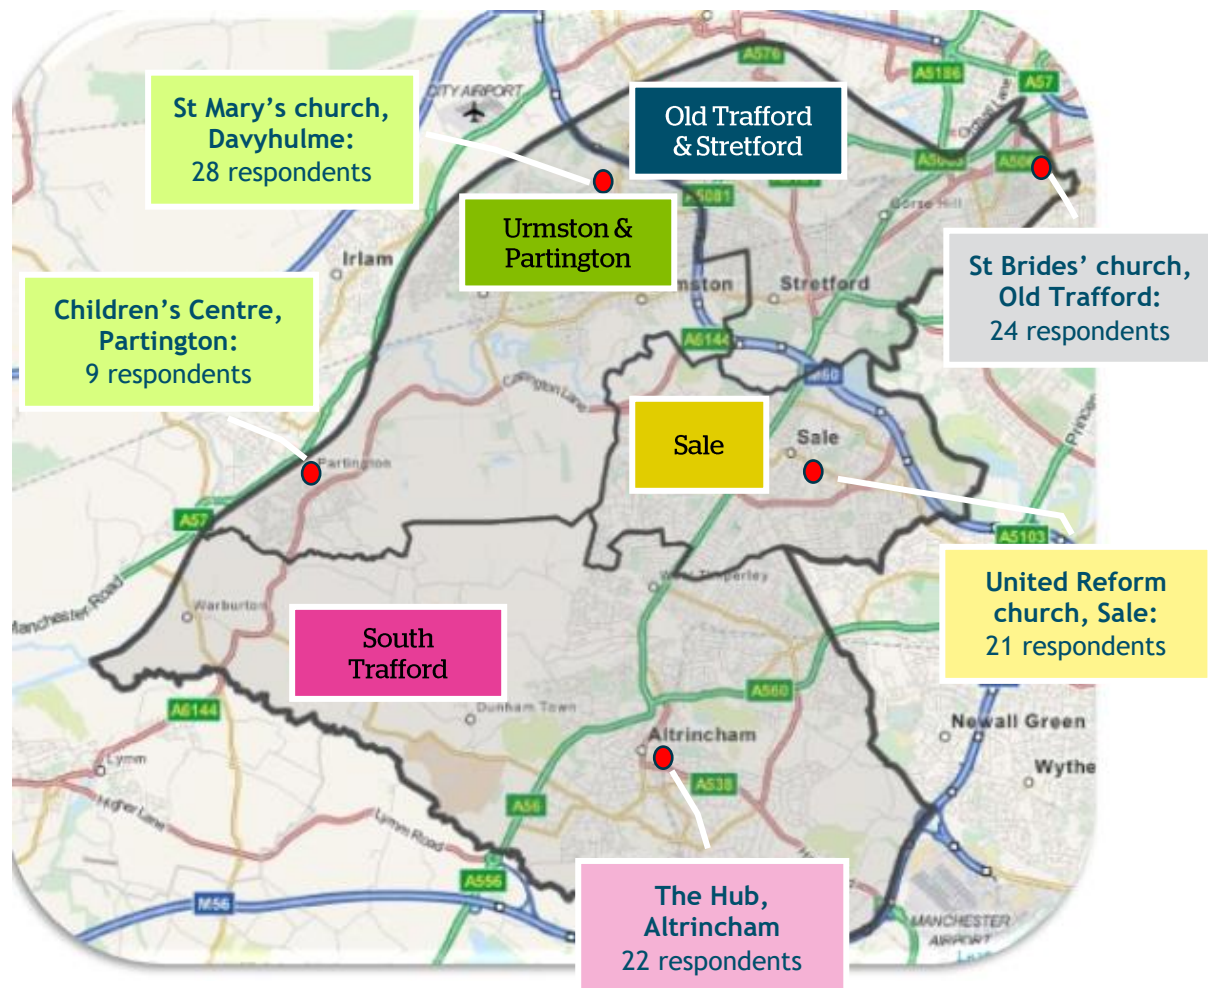 A576
A5186
A57
CITY AIRPORT
St Mary’s church,
Davyhulme:
28 respondents
Old Trafford
& Stretford
A5081
Gorse Hill
Urmston &
Partington
St Brides’ church,
Old Trafford:
24 respondents
Irlam
mston
Stretford
Children’s Centre,
Partington:
9 respondents
A6144
M60
Carrington Lane
Sale
Sale
Partington
A57
A5103
Manchester Road
West Timperley
United Reform
church, Sale:
21 respondents
Warburton
South
Trafford
A560
A6144
Dunham Town
Newall Green
Altrincham
Lymm
Wythe
A538
Higher Lane
A56
Lymm Road
A556
M56
The Hub,
Altrincham
22 respondents
MANCHESTER
AIRPORT